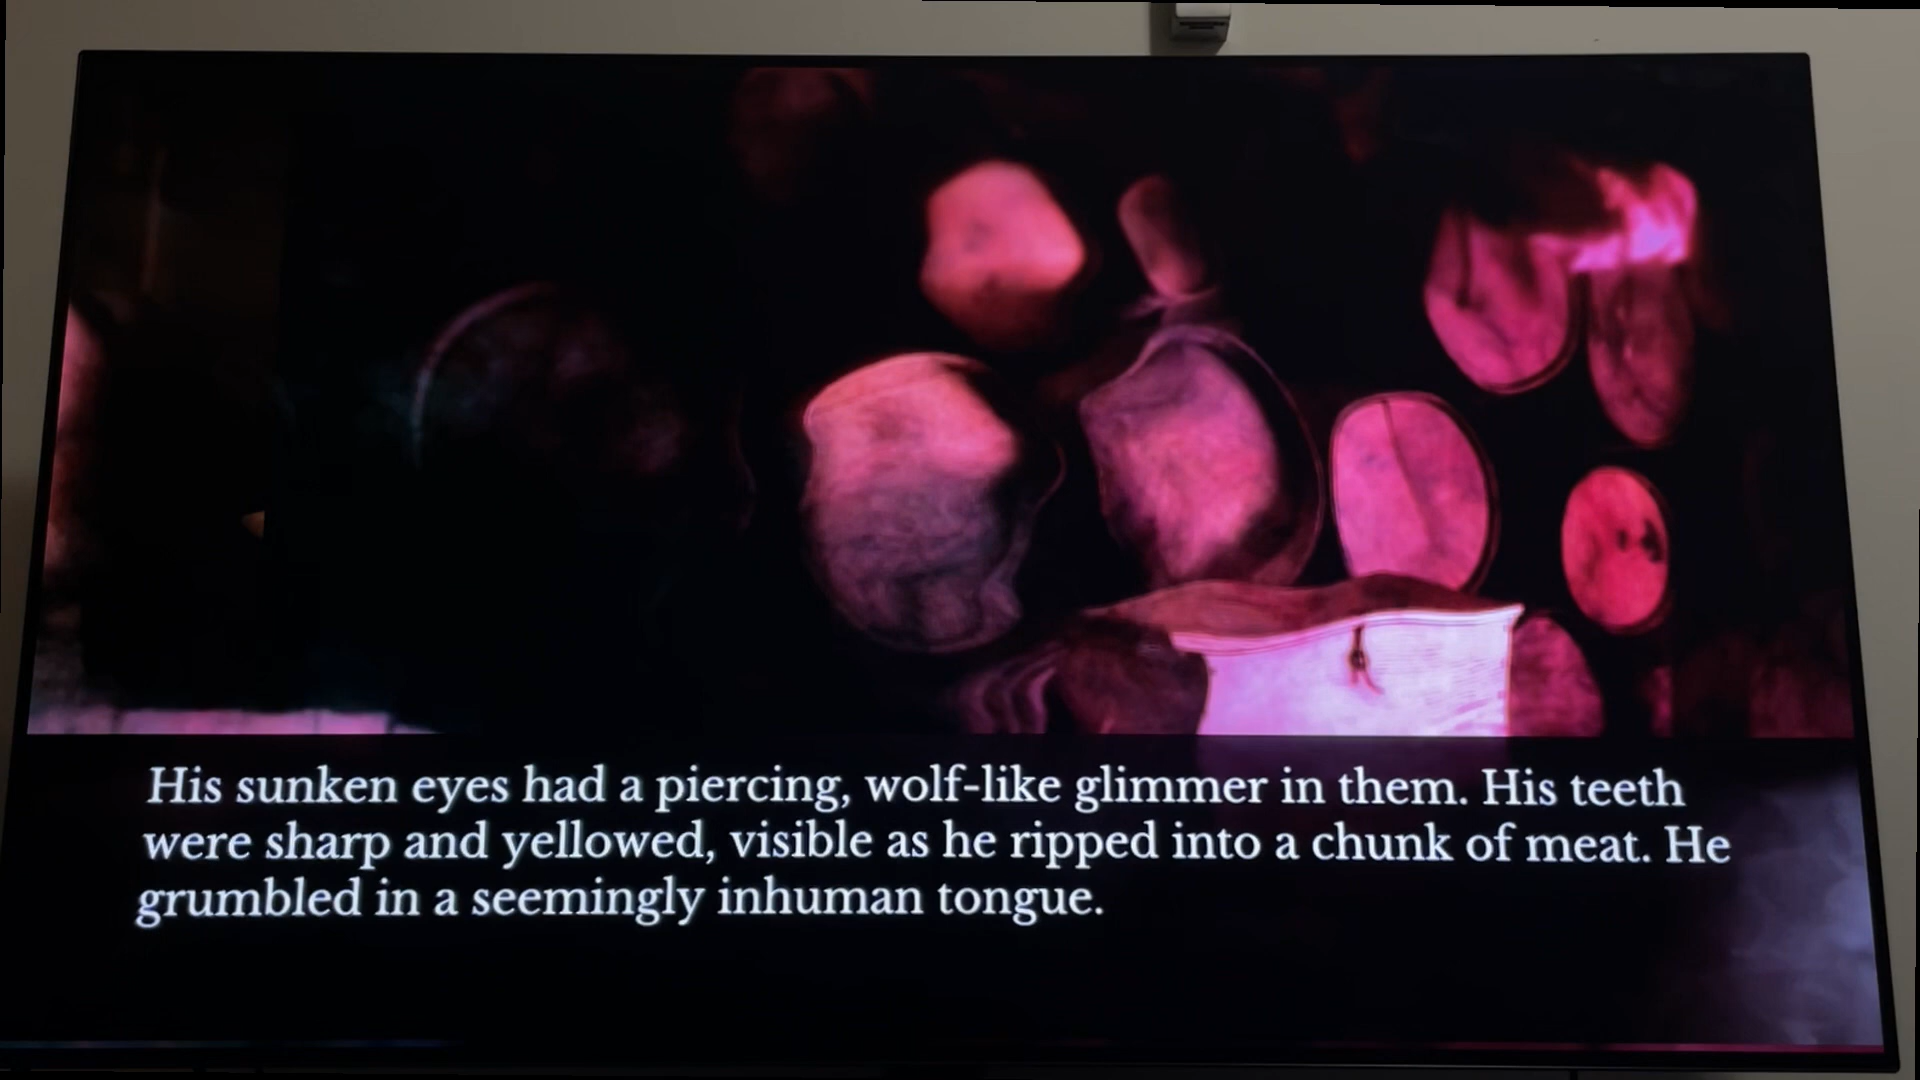 His sunken eyes had a piercing, wolf-like glimmer in them. His teeth
were sharp and yellowed, visible as he ripped into a chunk of meat. He
grumbled in a seemingly inhuman tongue.